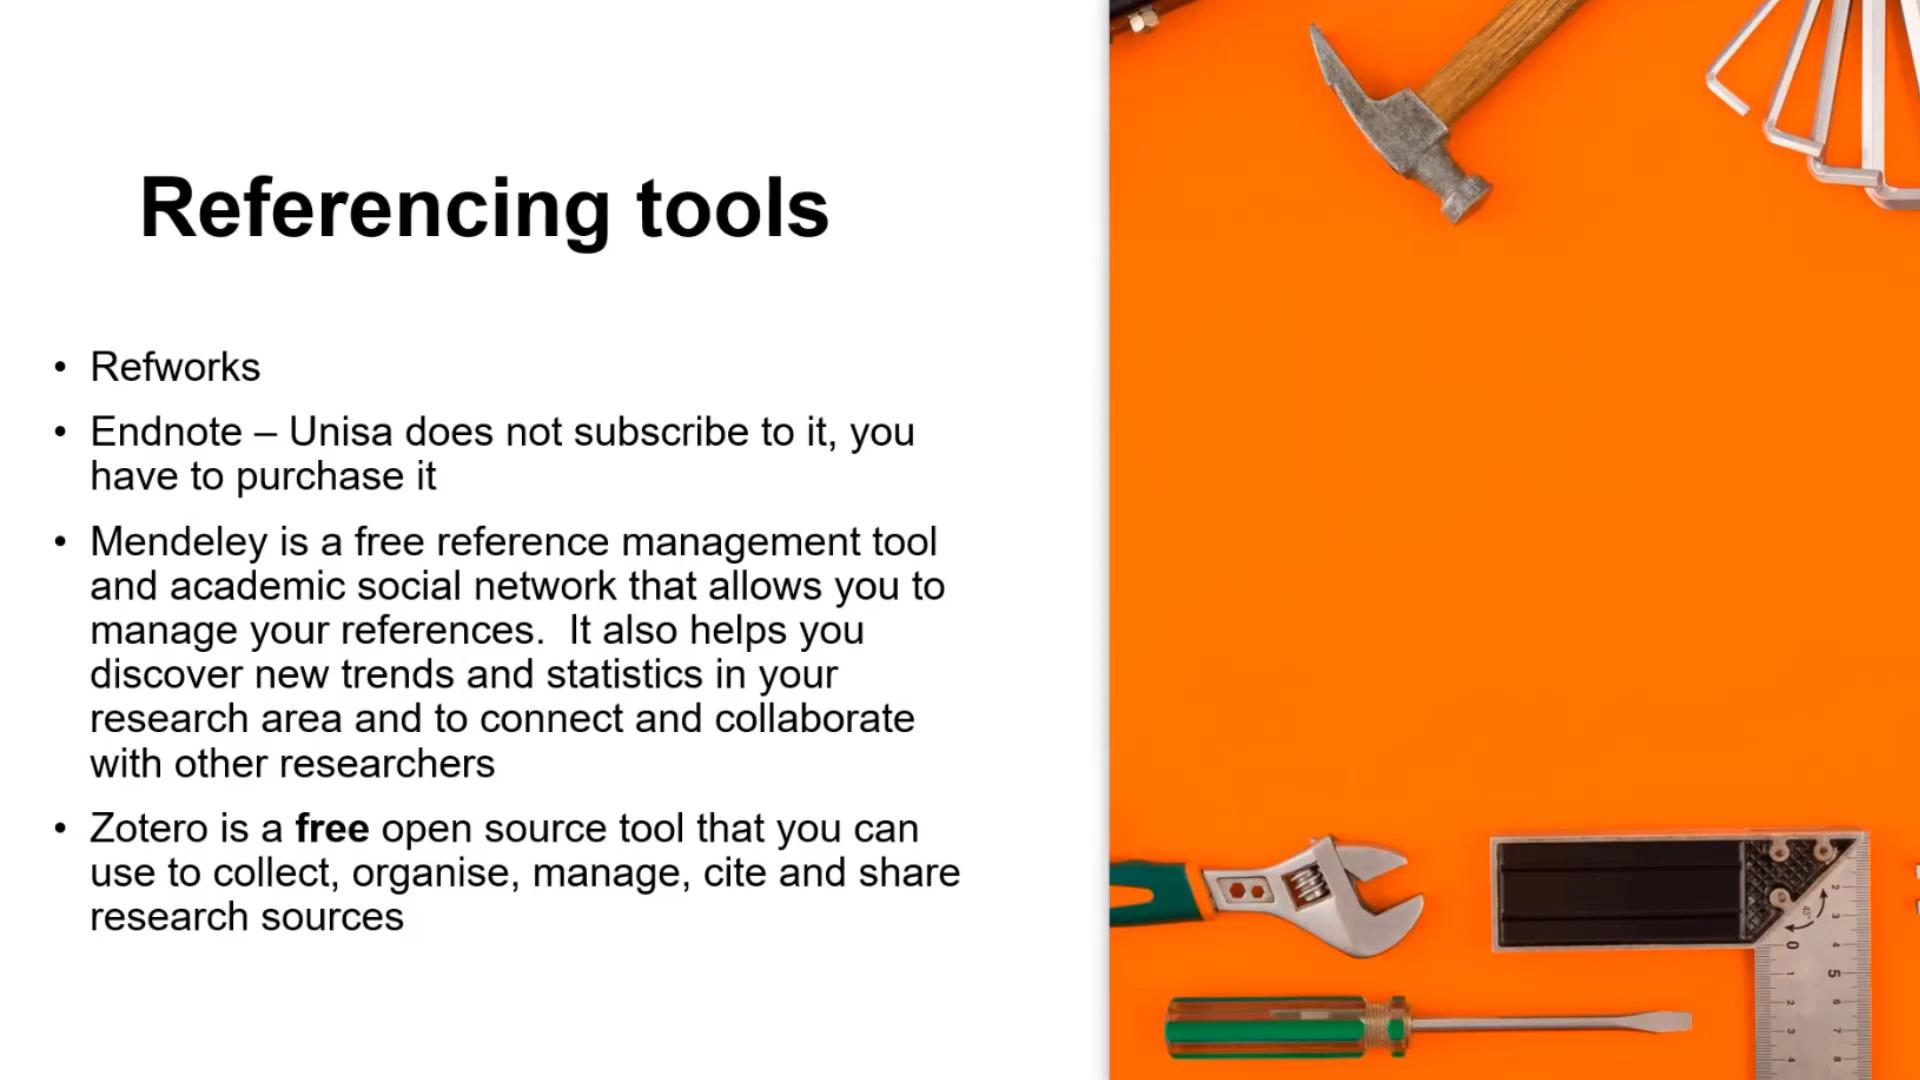 Referencing tools
• Refworks
• Endnote – Unisa does not subscribe to it, you
have to purchase it
• Mendeley is a free reference management tool
and academic social network that allows you to
manage your references.  It also helps you
discover new trends and statistics in your
research area and to connect and collaborate
with other researchers
• Zotero is a free open source tool that you can
use to collect, organise, manage, cite and share
research sources